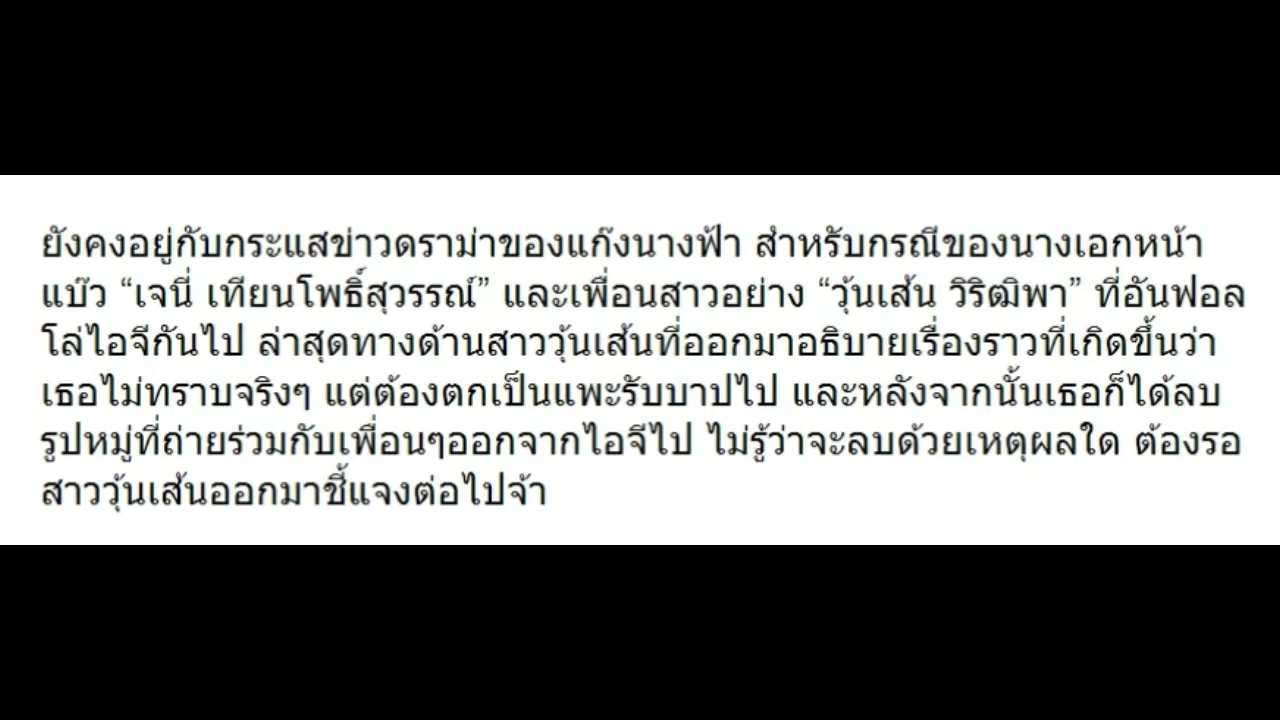 ยังคงอยู่กับกระแสข่าวดราม่าของแก๊งนางฟ้า สำหรับกรณีของนางเอกหน้า
แบ๊ว “เจนี่ เทียนโพธิ์สุวรรณ์” และเพื่อนสาวอย่าง “วุ้นเส้น วิริฒิพา” ที่อันฟอล
โล่ไอจีกันไป ล่าสุดทางด้านสาววุ้นเส้นที่ออกมาอธิบายเรื่องราวที่เกิดขึ้นว่า
เธอไม่ทราบจริงๆ แต่ต้องตกเป็นแพะรับบาปไป และหลังจากนั้นเธอก็ได้ลบ
รูปหมู่ที่ถ่ายร่วมกับเพื่อนๆออกจากไอจีไป ไม่รู้ว่าจะลบด้วยเหตุผลใด ต้องรอ
สาววุ้นเส้นออกมาชี้แจงต่อไปจ้า